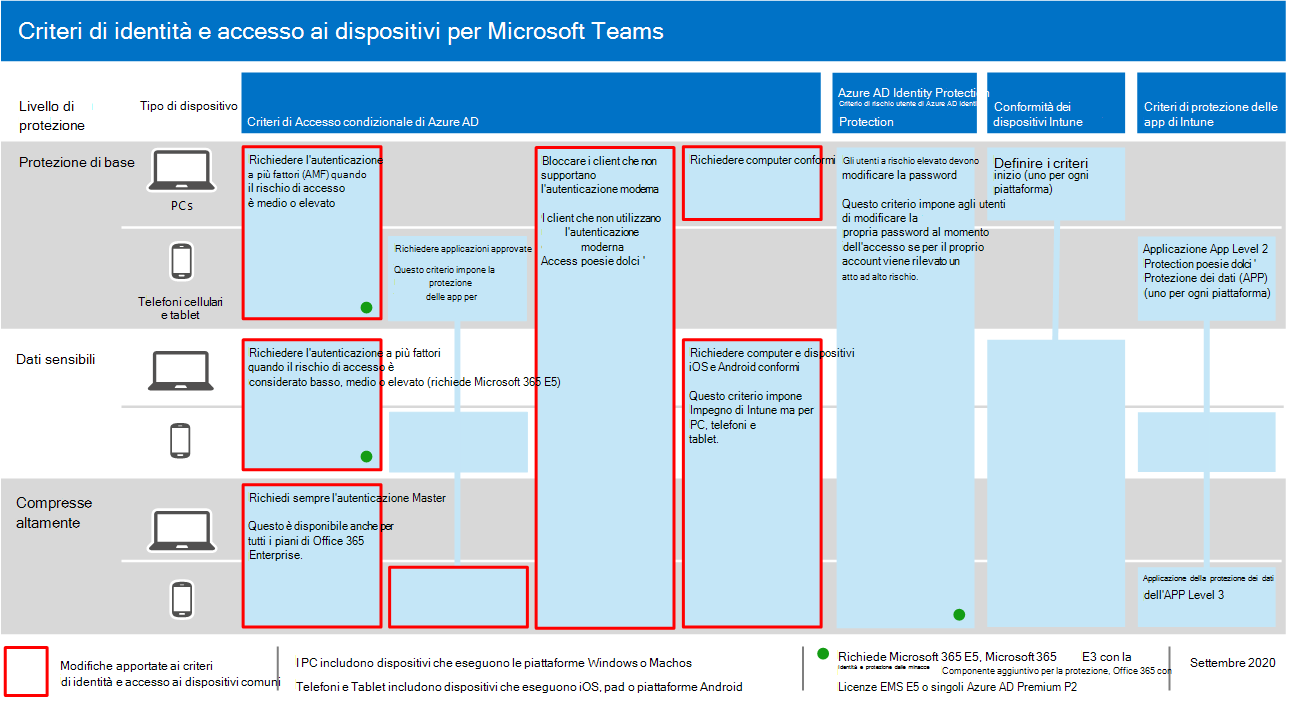 Criteri di identità e accesso ai dispositivi per Microsoft Teams
Livello di
protezione
Tipo di dispositivo
Criteri di Accesso condizionale di Azure AD
Azure AD Identity Protection
Criterio di rischio utente di Azure AD Identi
Protection
Conformità dei
dispositivi Intune
Criteri di protezione delle
app di Intune
Protezione di base
PCs
Richiedere l'autenticazione
a più fattori (AMF) quando
il rischio di accesso
è medio o elevato
Bloccare i client che non
supportano
l'autenticazione moderna
I client che non utilizzano
l'autenticazione
moderna
Access poesie dolci '
Richiedere computer conformi
Gli utenti a rischio elevato devono
modificare la password
Questo criterio impone agli utenti
di modificare la
propria password al momento
dell'accesso se per il proprio
account viene rilevato un
atto ad alto rischio.
Definire i criteri
inizio (uno per ogni
piattaforma)
Telefoni cellulari
e tablet
Richiedere applicazioni approvate
Questo criterio impone la
protezione
delle app per
Applicazione App Level 2
Protection poesie dolci '
Protezione dei dati (APP)
(uno per ogni piattaforma)
Dati sensibili
Richiedere l'autenticazione a più fattori
quando il rischio di accesso è
considerato basso, medio o elevato (richiede Microsoft 365 E5)
Richiedere computer e dispositivi
iOS e Android conformi
Questo criterio impone
Impegno di Intune ma per
PC, telefoni e
tablet.
Compresse
altamente
Richiedi sempre l'autenticazione Master
Questo è disponibile anche per
tutti i piani di Office 365
Enterprise.
Applicazione della protezione dei dati
dell'APP Level 3
Modifiche apportate ai criteri
di identità e accesso ai dispositivi comuni
I PC includono dispositivi che eseguono le piattaforme Windows o Machos
Telefoni e Tablet includono dispositivi che eseguono iOS, pad o piattaforme Android
Richiede Microsoft 365 E5, Microsoft 365 E3 con la
Identità e protezione dalle minacce
Componente aggiuntivo per la protezione, Office 365 con
Licenze EMS E5 o singoli Azure AD Premium P2
Settembre 2020